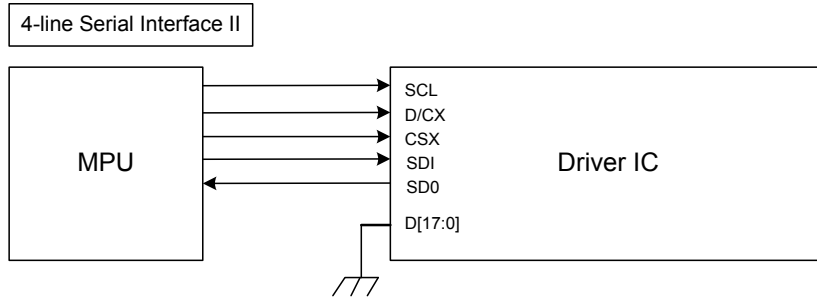 4-line Serial Interface II
MPU
SCL
D/CX
CSX
SDI
SD0
D[17:0]
Driver IC